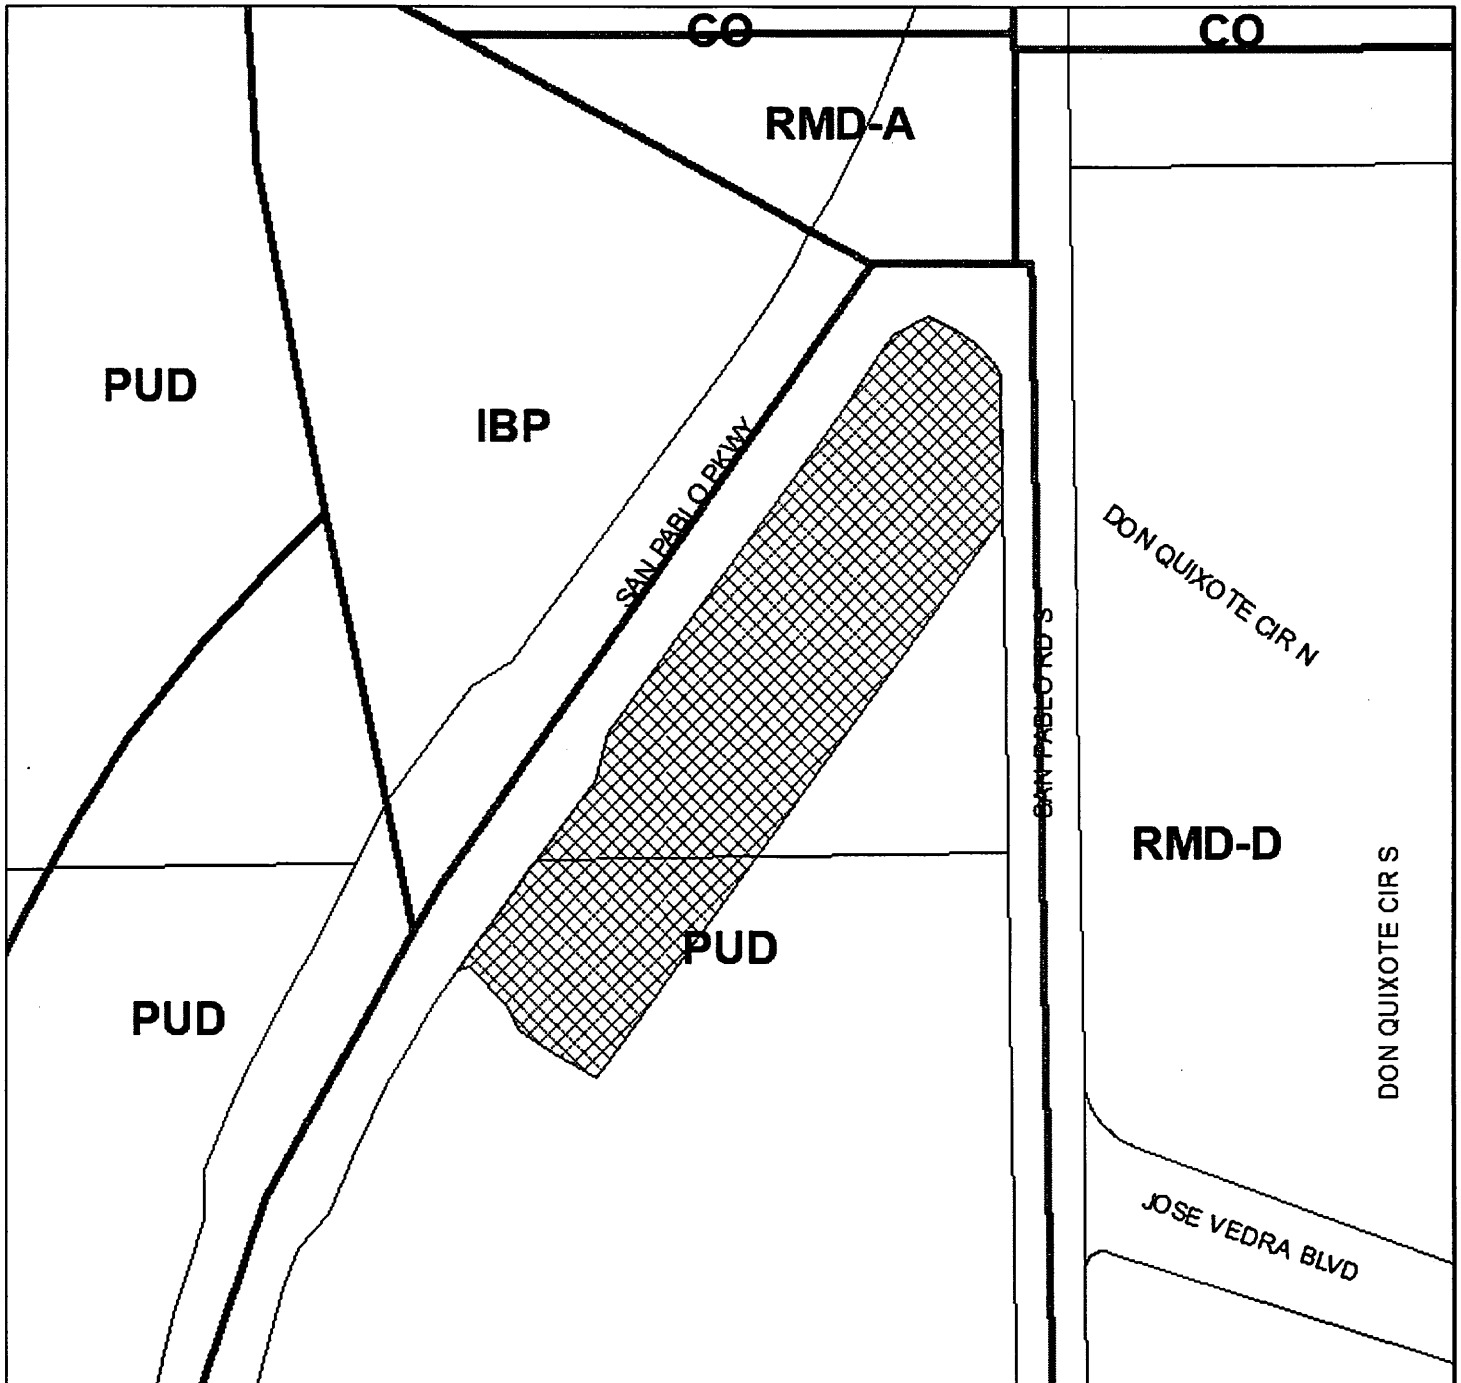 CO
CO
RMD-A
PUD
IBP
SAN PABLO PKWY
DON QUIXOTE CIR N
SAN PABLO RD S
RMD-D
DON QUIXOTE CIR S
PUD
PUD
JOSE VEDRA BLVD